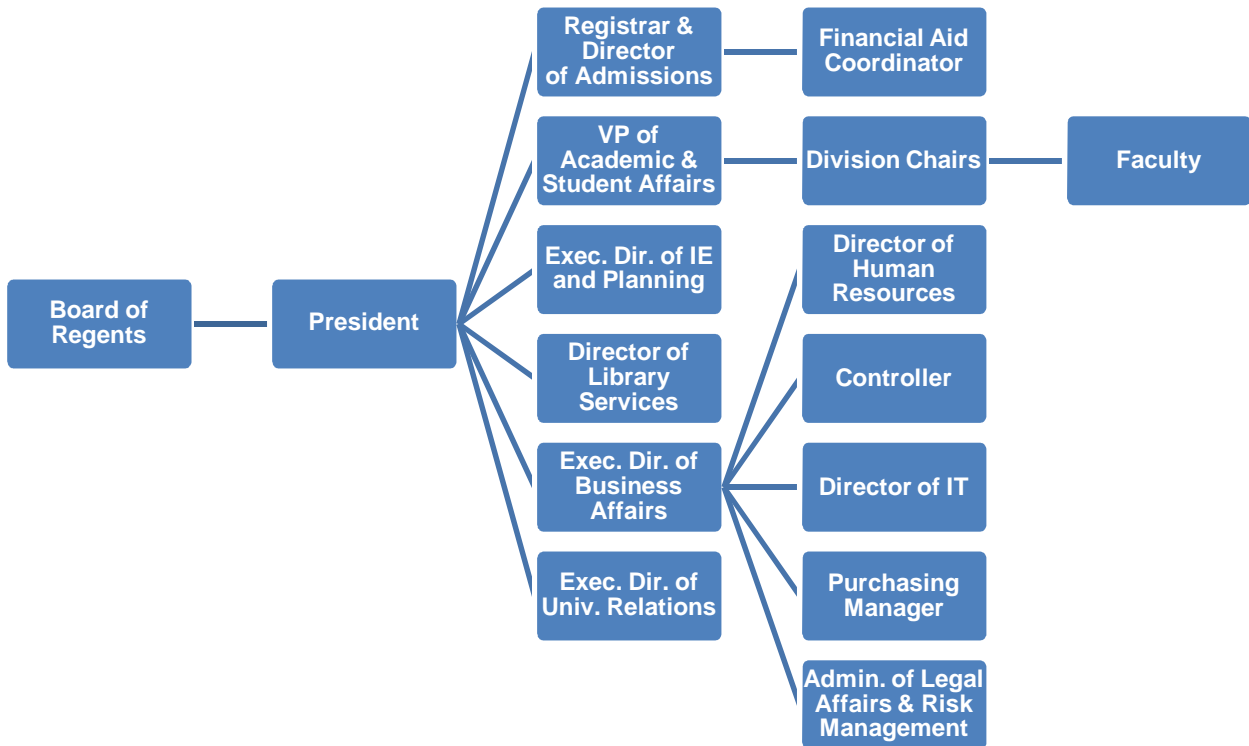 Registrar &
Director
of Admissions
Financial Aid
Coordinator
VP of
Academic &
Student Affairs
Division Chairs
Faculty
Exec. Dir. of IE
and Planning
Director of
Human
Resources
Board of
Regents
President
Director of
Library
Services
Controller
Exec. Dir. of
Business
Affairs
Director of IT
Exec. Dir. of
Univ. Relations
Purchasing
Manager
Admin. of Legal
Affairs & Risk
Management